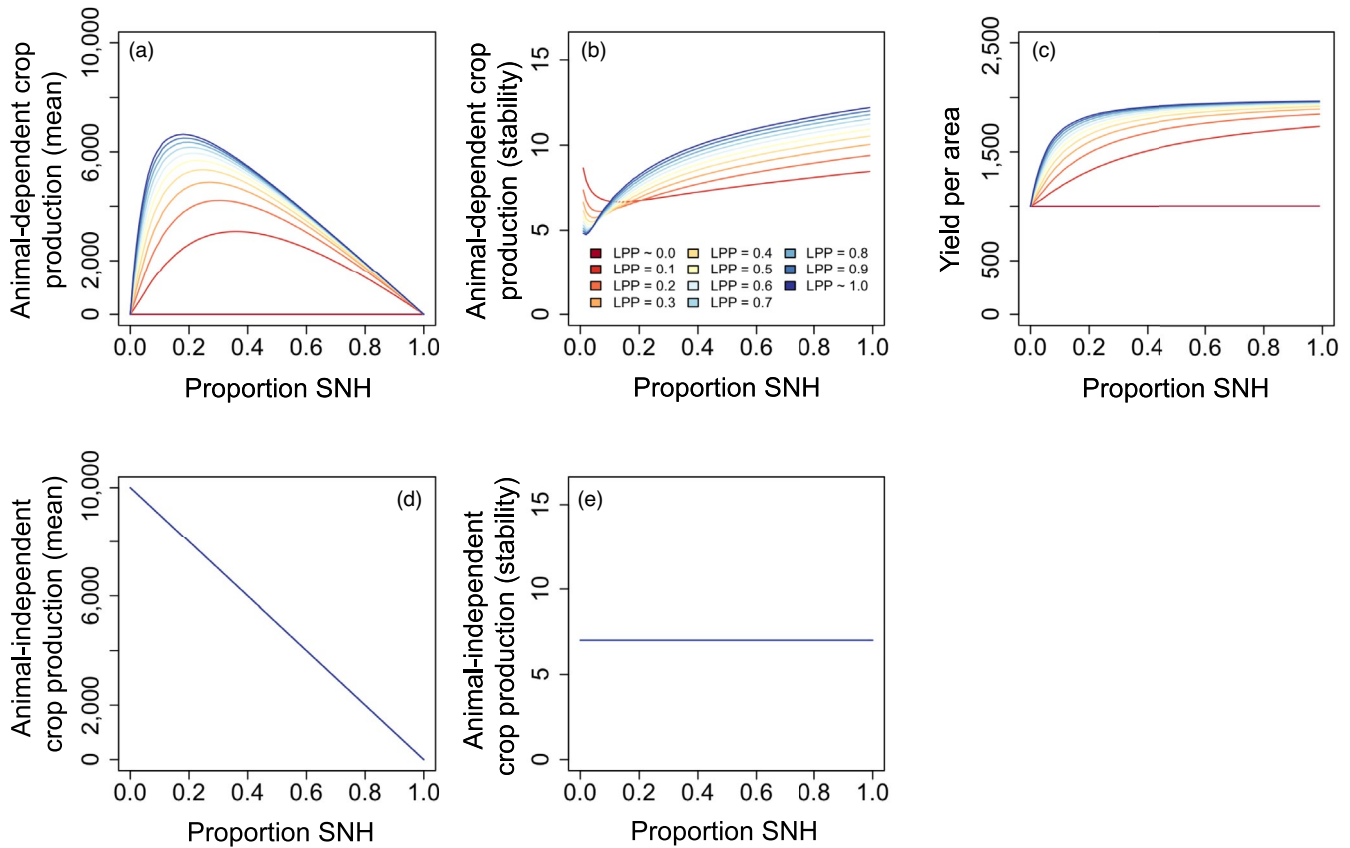 (a)
Animal-dependent crop
production (mean)
10,000
6,000
2,000
0
0.0 0.2 0.4 0.6 0.8 1.0
Proportion SNH
(b)
Animal-dependent crop
production (stability)
15
10
5
0
LPP ~ 0.0 LPP = 0.4 LPP = 0.8
LPP = 0.1 LPP = 0.5 LPP = 0.9
LPP = 0.2 LPP = 0.6 LPP ~ 1.0
LPP = 0.3 LPP = 0.7
0.0 0.2 0.4 0.6 0.8 1.0
Proportion SNH
(c)
Yield per area
2,500
1,500
500
0
0.0 0.2 0.4 0.6 0.8 1.0
Proportion SNH
(d)
Animal-independent
crop production (mean)
10,000
6,000
2,000
0
0.0 0.2 0.4 0.6 0.8 1.0
Proportion SNH
(e)
Animal-independent
crop production (stability)
15
10
5
0
0.0 0.2 0.4 0.6 0.8 1.0
Proportion SNH